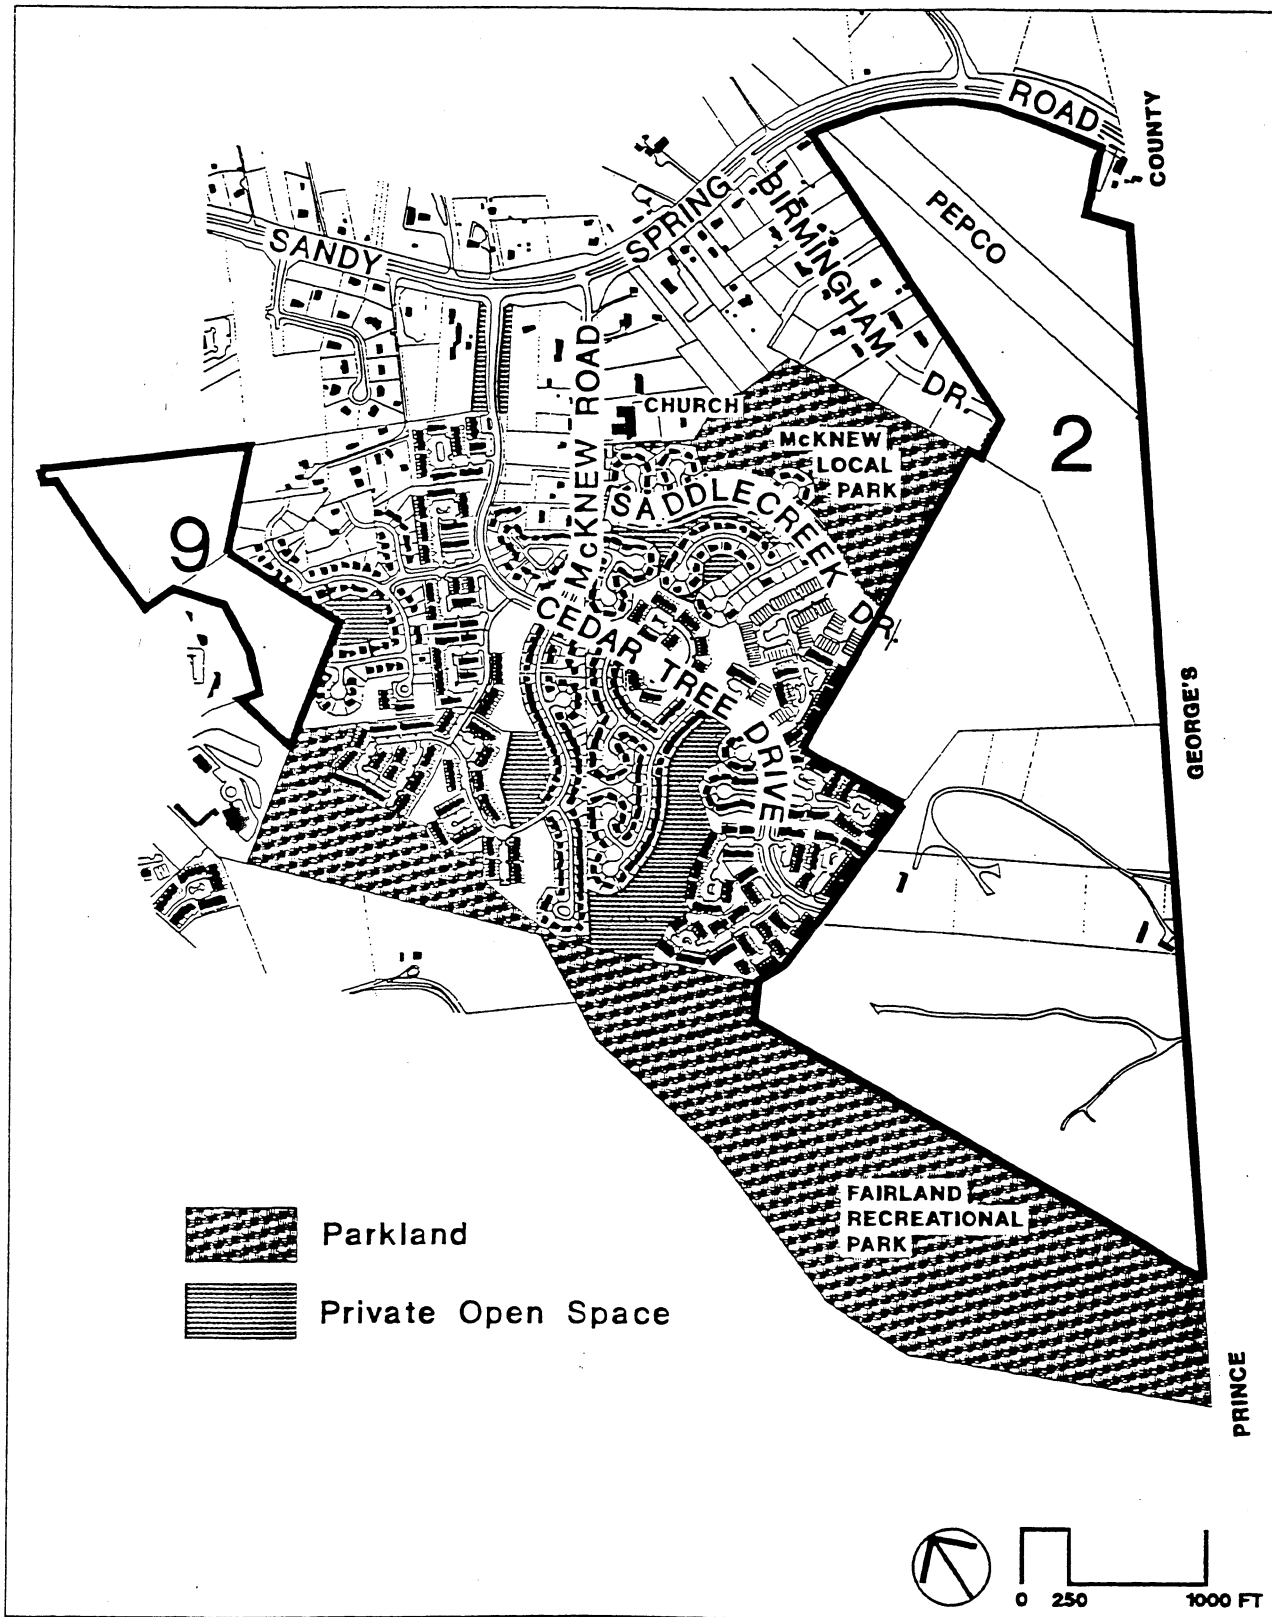 ROAD
COUNTY
SPRING
BIRMINGHAM
PEPCO
SANDY
McKNEW ROAD
DR.
CHURCH
2
McKNEW
LOCAL
PARK
9
SADDLECREEK DR.
CEDAR TREE DRIVE
GEORGE'S
FAIRLAND
RECREATIONAL
PARK
Parkland
Private Open Space
PRINCE
0 250 1000 FT